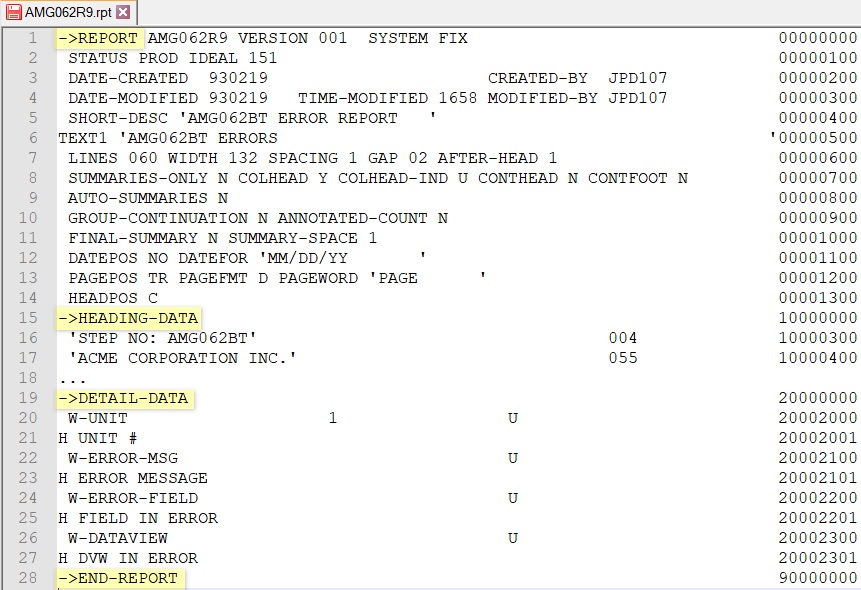 AMG062R9.rpt
1 ->REPORT AMG062R9 VERSION 001  SYSTEM FIX                               00000000
2  STATUS PROD IDEAL 151                                                  00000100
3  DATE-CREATED  930219                      CREATED-BY  JPD107           00000200
4  DATE-MODIFIED 930219   TIME-MODIFIED 1658 MODIFIED-BY JPD107           00000300
5  SHORT-DESC 'AMG062BT ERROR REPORT   '                                  00000400
6 TEXT1 'AMG062BT ERRORS                                                 '00000500
7  LINES 060 WIDTH 132 SPACING 1 GAP 02 AFTER-HEAD 1                      00000600
8  SUMMARIES-ONLY N COLHEAD Y COLHEAD-IND U CONTHEAD N CONTFOOT N         00000700
9  AUTO-SUMMARIES N                                                       00000800
10  GROUP-CONTINUATION N ANNOTATED-COUNT N                                 00000900
11  FINAL-SUMMARY N SUMMARY-SPACE 1                                        00001000
12  DATEPOS NO DATEFOR 'MM/DD/YY       '                                   00001100
13  PAGEPOS TR PAGEFMT D PAGEWORD 'PAGE      '                             00001200
14  HEADPOS C                                                              00001300
15 ->HEADING-DATA                                                          10000000
16  'STEP NO: AMG062BT'                                   004              10000300
17  'ACME CORPORATION INC.'                               055              10000400
18 ...
19 ->DETAIL-DATA                                                           20000000
20  W-UNIT                    1                 U                          20002000
21 H UNIT #                                                                20002001
22  W-ERROR-MSG                                 U                          20002100
23 H ERROR MESSAGE                                                         20002101
24  W-ERROR-FIELD                               U                          20002200
25 H FIELD IN ERROR                                                        20002201
26  W-DATAVIEW                                  U                          20002300
27 H DVW IN ERROR                                                          20002301
28 ->END-REPORT                                                            90000000